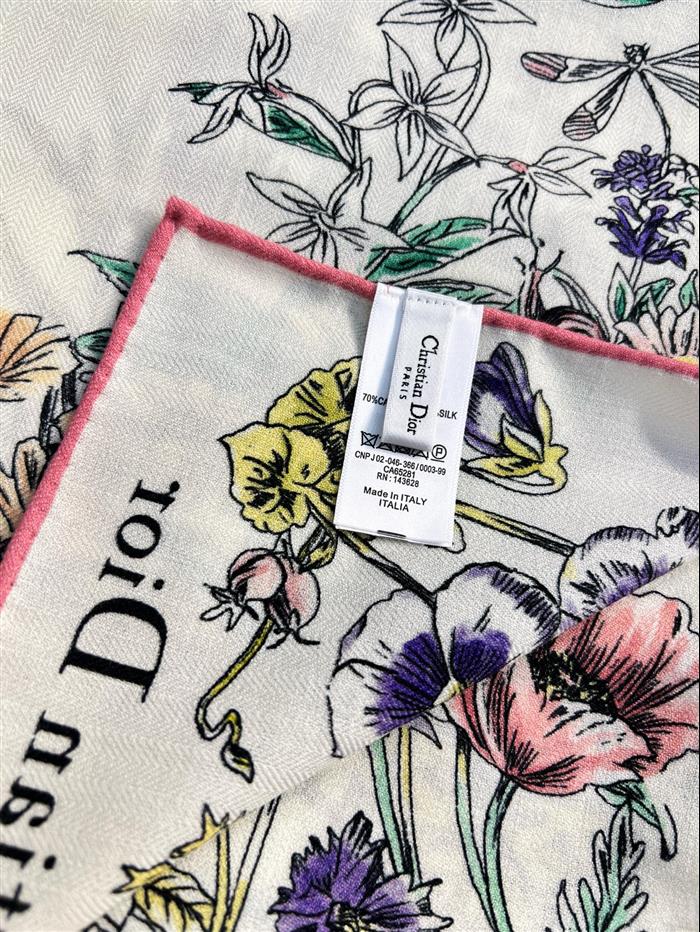 Christian Dior
PARIS
70%CA SILK
CNPJ 02-046-366/0003-99
CA65281
RN: 143628
Made in ITALY
ITALIA
Dior